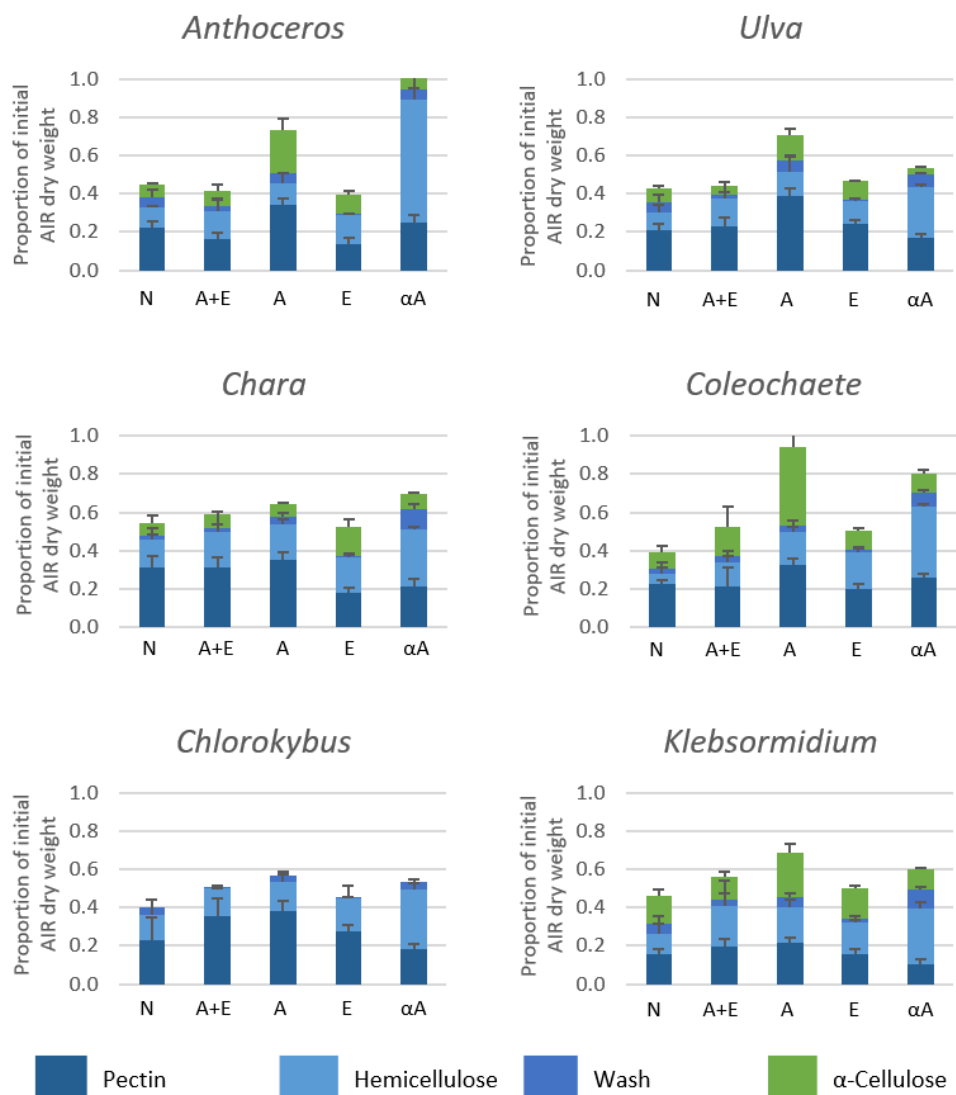 Anthoceros
Proportion of initial
AIR dry weight
1.0
0.8
0.6
0.4
0.2
0.0
N A+E A E αA
Ulva
Proportion of initial
AIR dry weight
1.0
0.8
0.6
0.4
0.2
0.0
N A+E A E αA
Chara
Proportion of initial
AIR dry weight
1.0
0.8
0.6
0.4
0.2
0.0
N A+E A E αA
Coleochaete
Proportion of initial
AIR dry weight
1.0
0.8
0.6
0.4
0.2
0.0
N A+E A E αA
Chlorokybus
Proportion of initial
AIR dry weight
1.0
0.8
0.6
0.4
0.2
0.0
N A+E A E αA
Klebsormidium
Proportion of initial
AIR dry weight
1.0
0.8
0.6
0.4
0.2
0.0
N A+E A E αA
Pectin Hemicellulose Wash α-Cellulose